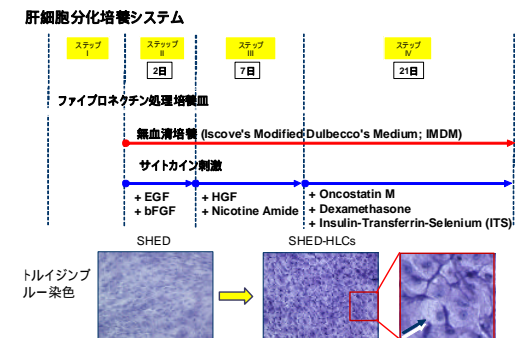 肝細胞分化培養システム
ステップ
I
ステップ
II
ステップ
III
ステップ
IV
2日
7日
21日
ファイブロネクチン処理培養皿
無血清培養 (Iscove's Modified Dulbecco's Medium; IMDM)
サイトカイン刺激
+ EGF
+ bFGF
+ HGF
+ Nicotine Amide
+ Oncostatin M
+ Dexamethasone
+ Insulin-Transferrin-Selenium (ITS)
SHED
SHED-HLCs
トルイジンブ
ルー染色